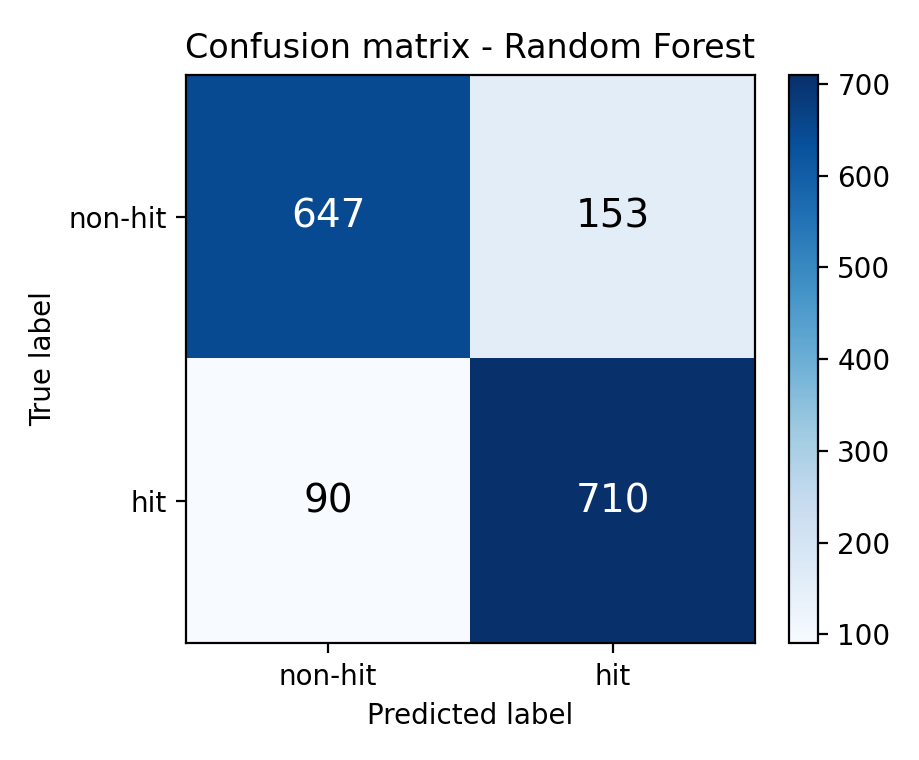 Confusion matrix - Random Forest
True label
non-hit
hit
647
153
90
710
non-hit
hit
Predicted label
700
600
500
400
300
200
100